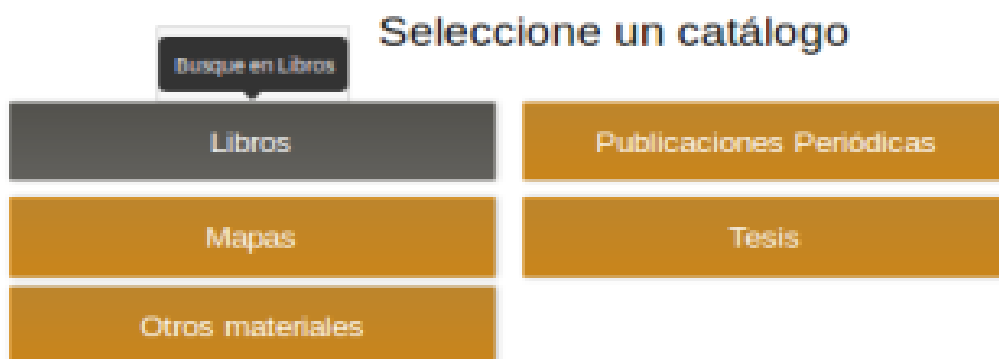 Seleccione un catálogo
Busque en Libros
Libros
Publicaciones Periódicas
Mapas
Tesis
Otros materiales